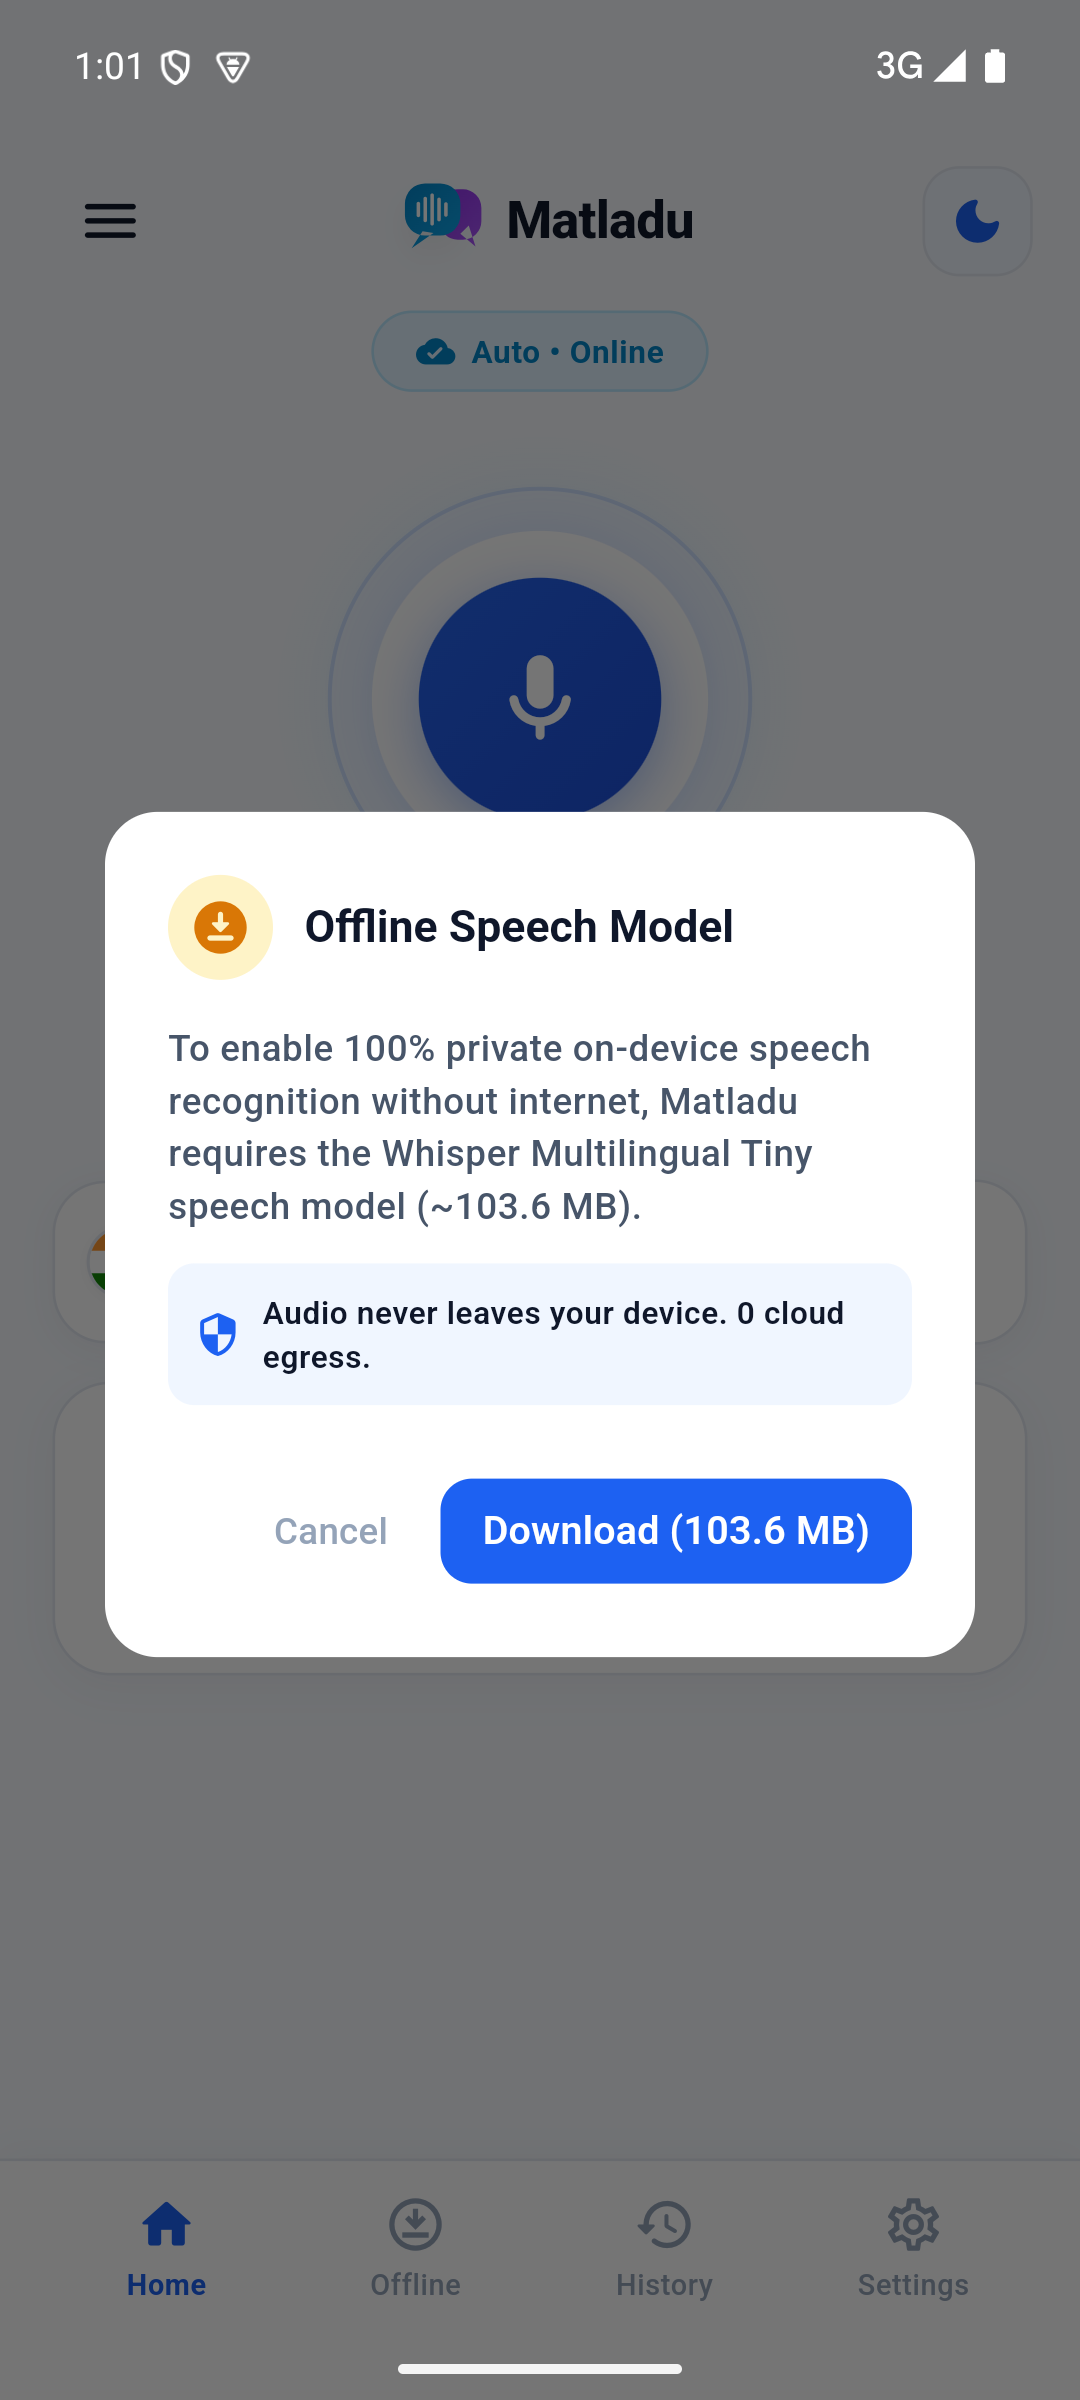 1:01
3G
Matladu
Auto • Online
Offline Speech Model
To enable 100% private on-device speech
recognition without internet, Matladu
requires the Whisper Multilingual Tiny
speech model (~103.6 MB).
Audio never leaves your device. 0 cloud
egress.
Cancel
Download (103.6 MB)
Home
Offline
History
Settings